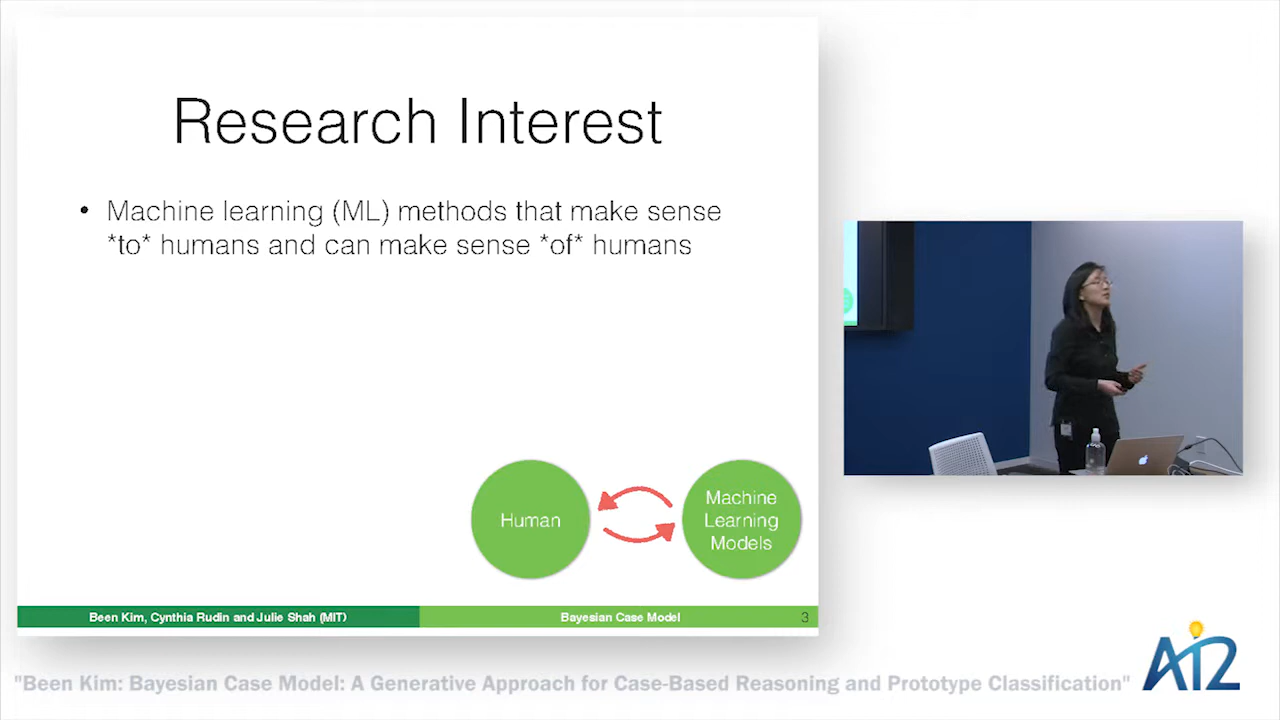 Research Interest
• Machine learning (ML) methods that make sense
*to* humans and can make sense *of* humans
Human
Machine
Learning
Models
Been Kim, Cynthia Rudin and Julie Shah (MIT)
Bayesian Case Model
3
"Been Kim: Bayesian Case Model: A Generative Approach for Case-Based Reasoning and Prototype Classification"
AI2